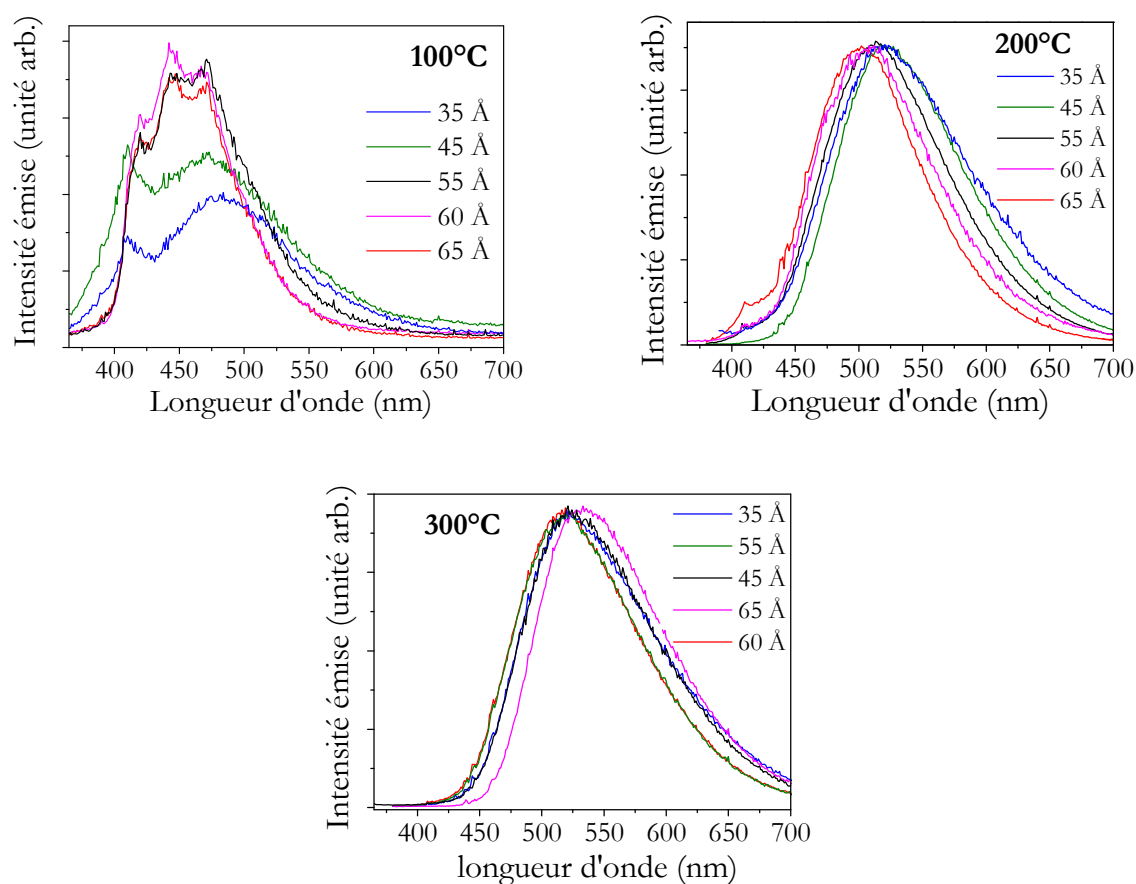 Intensité émise (unité arb.)
100°C
35 Å
45 Å
55 Å
60 Å
65 Å
400 450 500 550 600 650 700
Longueur d'onde (nm)
Intensité émise (unité arb.)
200°C
35 Å
45 Å
55 Å
60 Å
65 Å
400 450 500 550 600 650 700
Longueur d'onde (nm)
Intensité émise (unité arb.)
300°C
35 Å
55 Å
45 Å
65 Å
60 Å
400 450 500 550 600 650 700
longueur d'onde (nm)